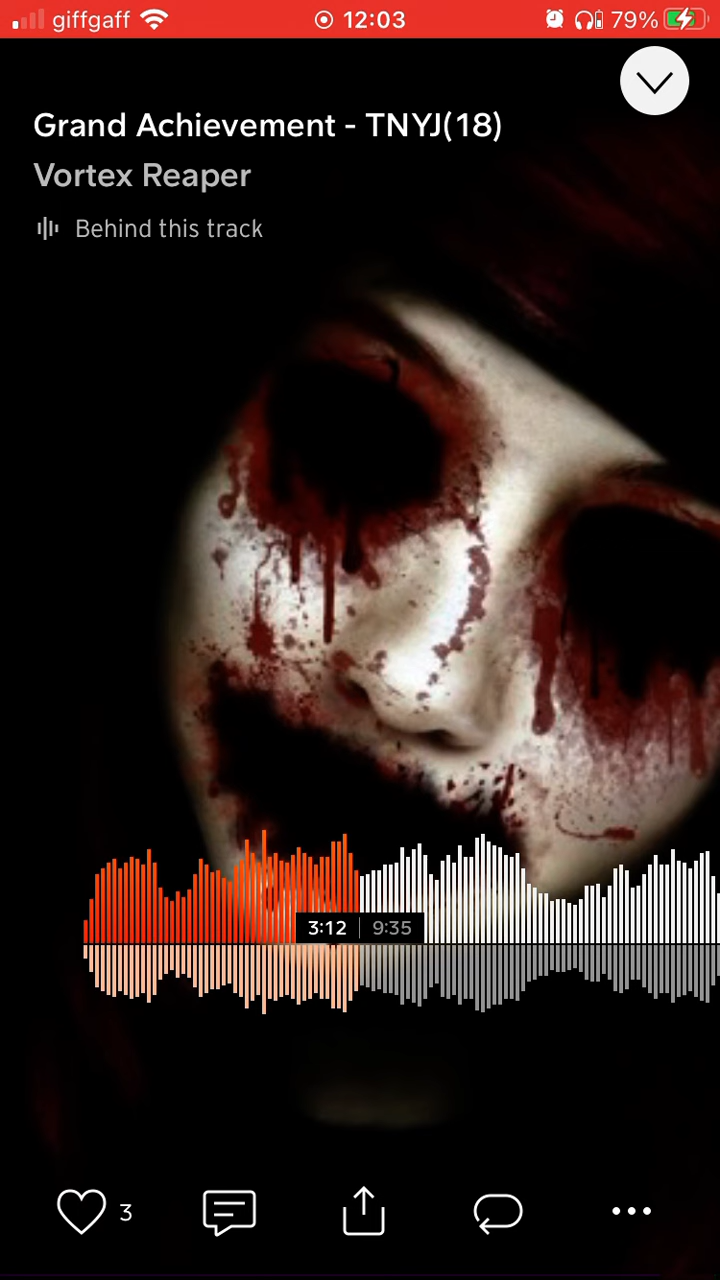 giffgaff 12:03 79%
Grand Achievement - TNYJ(18)
Vortex Reaper
Behind this track
3:12 9:35
3